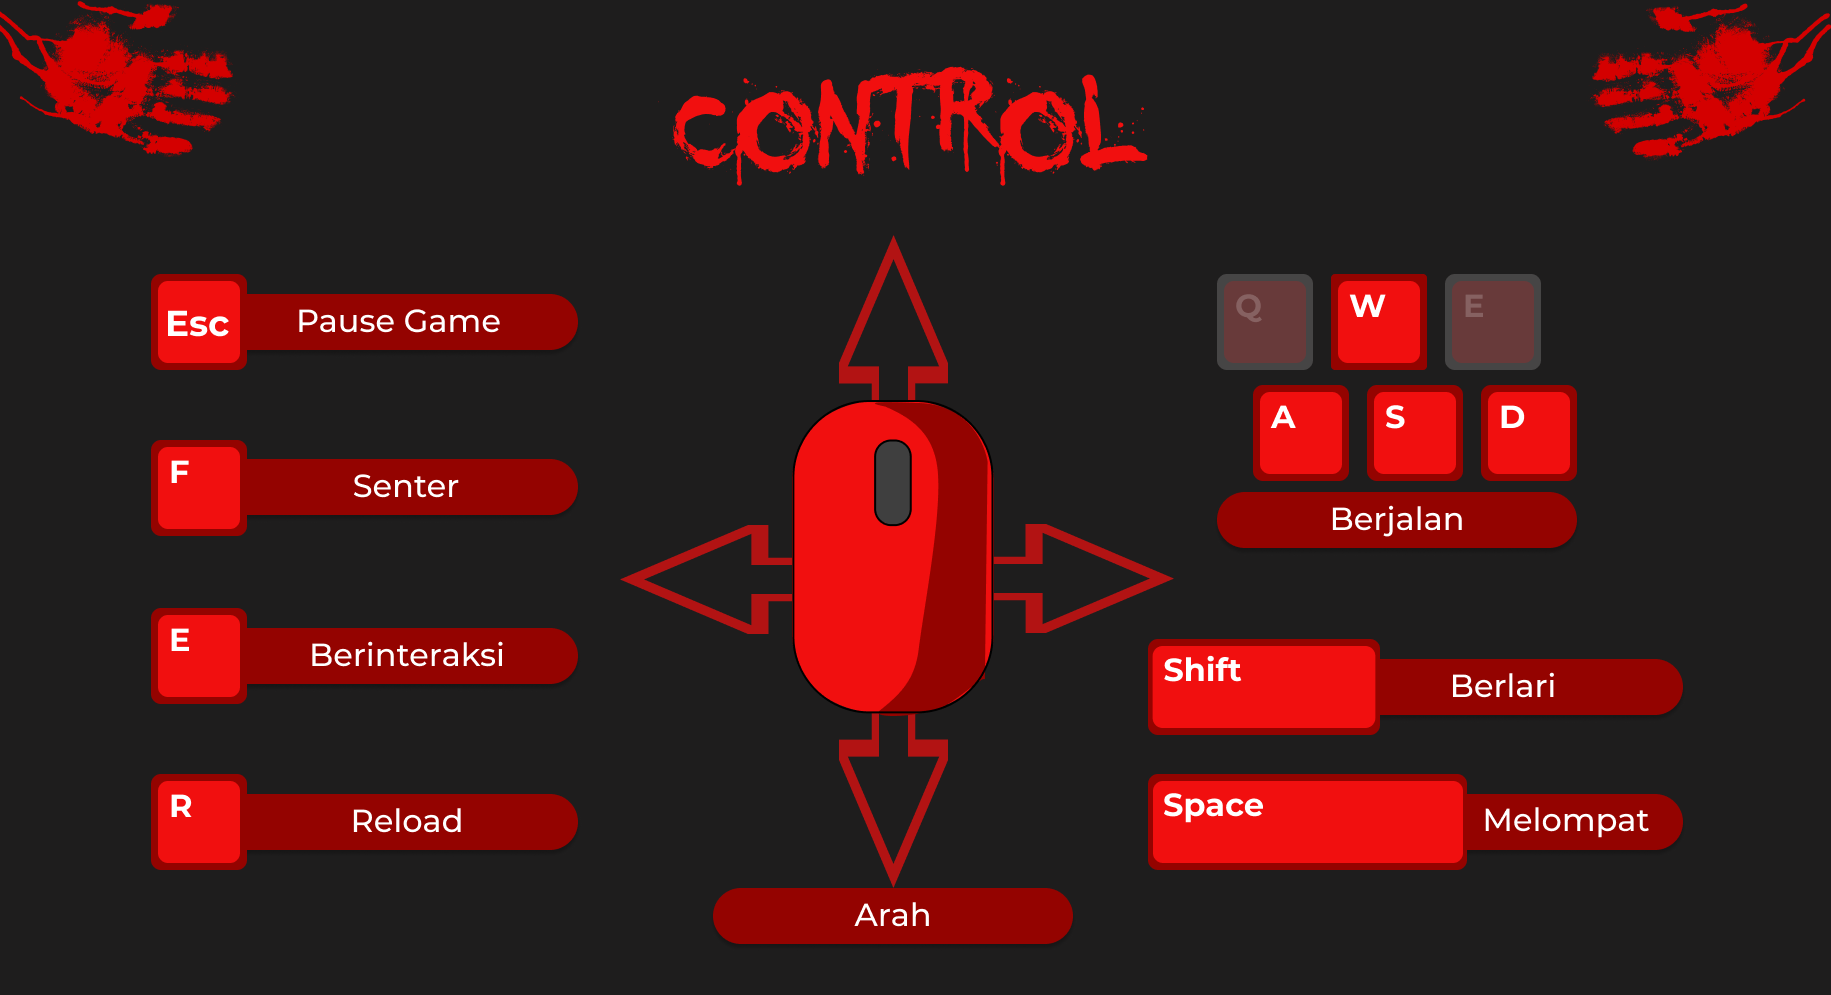 CONTROL
Esc Pause Game
F Senter
E Berinteraksi
R Reload
Arah
Q W E
A S D
Berjalan
Shift Berlari
Space Melompat